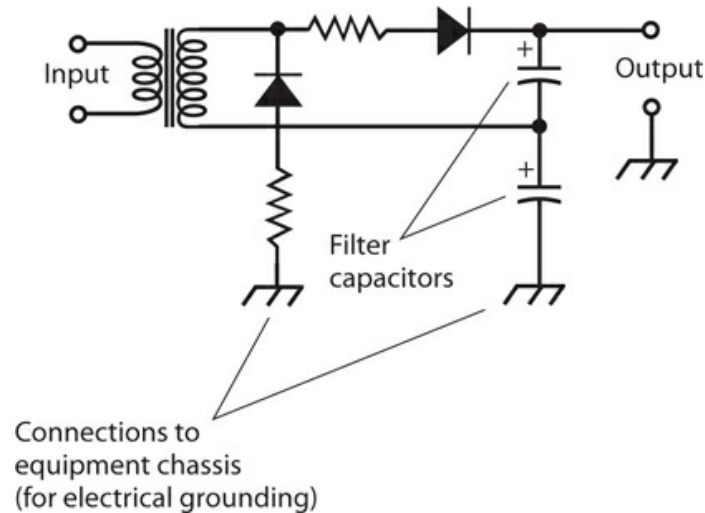 Input
+
Output
+
Filter
capacitors
Connections to
equipment chassis
(for electrical grounding)